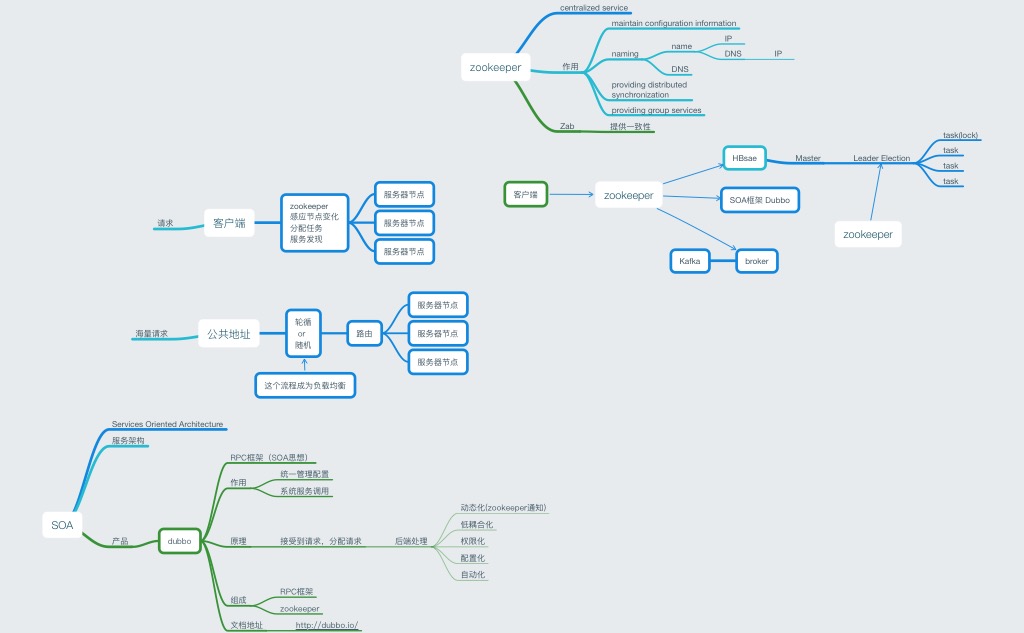 centralized service
maintain configuration information
zookeeper
作用
naming
name
IP
DNS
IP
DNS
providing distributed
synchronization
providing group services
Zab
提供一致性
客户端
zookeeper
HBsae
Master
Leader Election
task(lock)
task
task
task
SOA框架 Dubbo
zookeeper
Kafka
broker
请求
客户端
zookeeper
感应节点变化
分配任务
服务发现
服务器节点
服务器节点
服务器节点
海量请求
公共地址
轮循
or
随机
路由
服务器节点
服务器节点
服务器节点
这个流程成为负载均衡
SOA
Services Oriented Architecture
服务架构
产品
dubbo
RPC框架（SOA思想）
作用
统一管理配置
系统服务调用
原理
接受到请求，分配请求
后端处理
动态化(zookeeper通知)
低耦合化
权限化
配置化
自动化
组成
RPC框架
zookeeper
文档地址
http://dubbo.io/